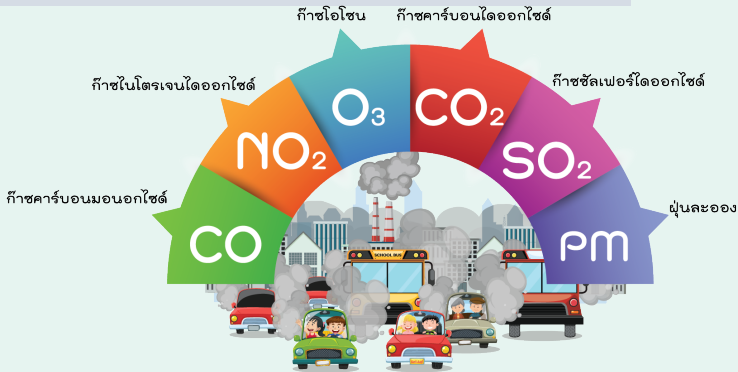 ก๊าซโอโซน
ก๊าซคาร์บอนไดออกไซด์
ก๊าซไนโตรเจนไดออกไซด์
ก๊าซซัลเฟอร์ไดออกไซด์
ก๊าซคาร์บอนมอนอกไซด์
ฝุ่นละออง
CO
NO₂
O₃
CO₂
SO₂
PM
SCHOOL BUS